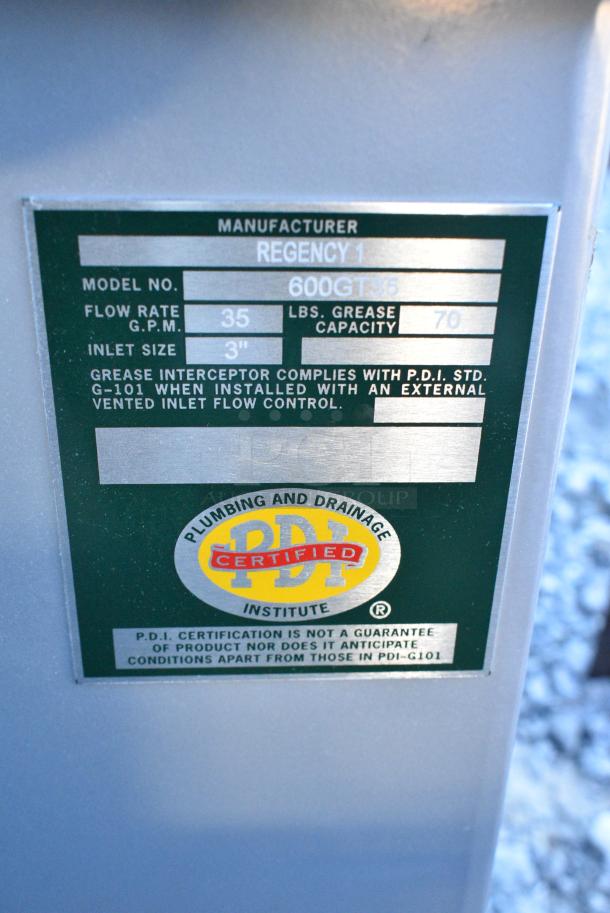 MANUFACTURER
REGENCY 1
MODEL NO. 600GT35
FLOW RATE G.P.M. 35 LBS. GREASE CAPACITY 70
INLET SIZE 3"
GREASE INTERCEPTOR COMPLIES WITH P.D.I. STD.
G-101 WHEN INSTALLED WITH AN EXTERNAL
VENTED INLET FLOW CONTROL.
PLUMBING AND DRAINAGE
PDI
CERTIFIED
INSTITUTE ®
P.D.I. CERTIFICATION IS NOT A GUARANTEE
OF PRODUCT NOR DOES IT ANTICIPATE
CONDITIONS APART FROM THOSE IN PDI-G101